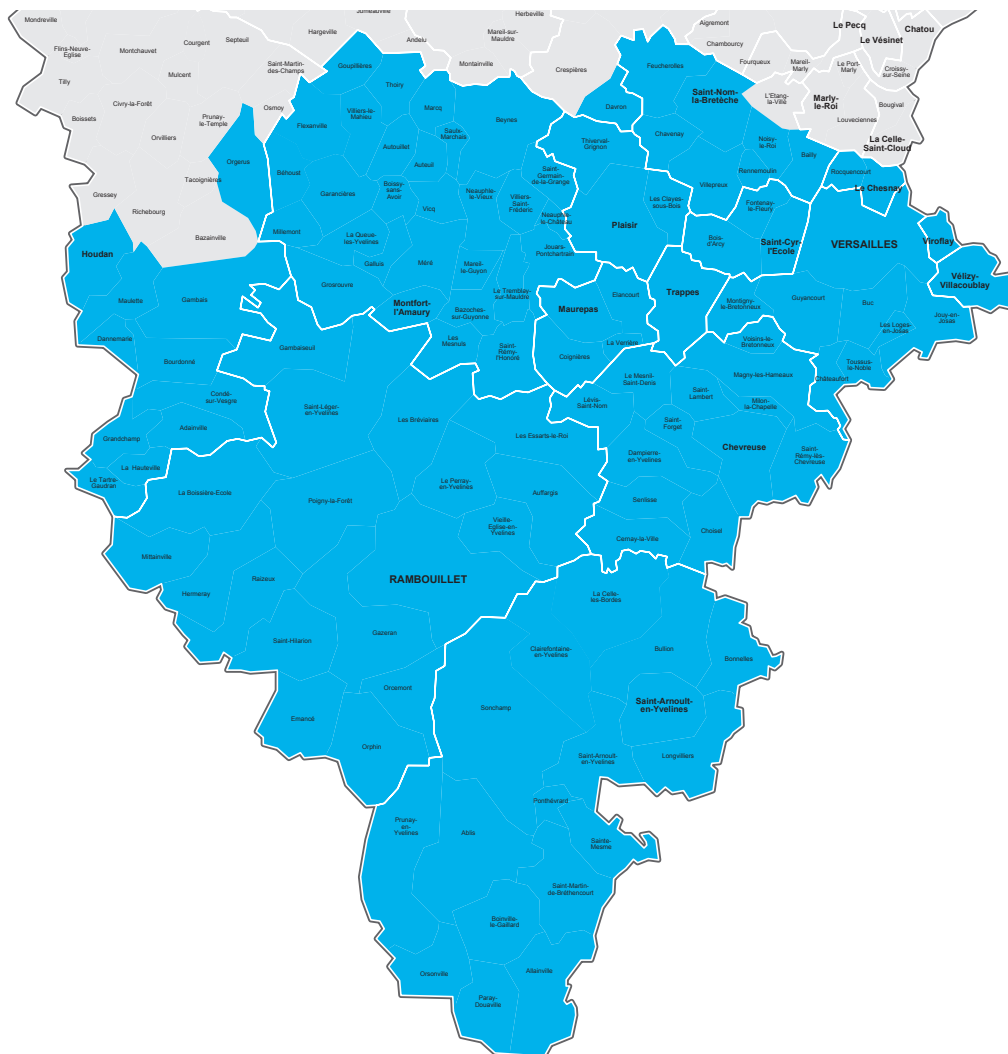 Jumeauville
Mondreville
Hargeville
Andelu
Herbeville
Mareil-sur-
Mauldre
Aigremont
Le Pecq
Chatou
Flins-Neuve-
Eglise
Montchauvet
Courgent
Septeuil
Chambourcy
Le Vésinet
Tilly
Mulcent
Saint-Martin-
des-Champs
Goupillières
Montainville
Crespières
Feucherolles
Fourqueux
Mareil-
Marly
Le Port-
Marly
Croissy-
sur-Seine
Thoiry
Boissets
Civry-la-Forêt
Prunay-
le-Temple
Osmoy
Villiers-le-
Mahieu
Marcq
Beynes
Davron
Saint-Nom-
la-Bretèche
L'Etang-
la-Ville
Marly-
le-Roi
Bougival
Louveciennes
Orvilliers
Flexanville
Saulx-
Marchais
Thiverval-
Grignon
Chavenay
Noisy-
le-Roi
Bailly
La Celle-
Saint-Cloud
Orgerus
Autouillet
Tacoignières
Béhoust
Auteuil
Saint-
Germain-
de-la-Grange
Rennemoulin
Rocquencourt
Villepreux
Le Chesnay
Gressey
Garancières
Boissy-
sans-
Avoir
Neauphle-
le-Vieux
Villiers-
Saint-
Fréderic
Les Clayes-
sous-Bois
Fontenay-
le-Fleury
Richebourg
Vicq
Neauphle-
le-Château
Plaisir
Bazainville
Millemont
La Queue-
les-Yvelines
Jouars-
Pontchartrain
Bois-
d'Arcy
Saint-Cyr-
l'Ecole
VERSAILLES
Viroflay
Houdan
Galluis
Méré
Mareil-
le-Guyon
Trappes
Vélizy-
Villacoublay
Grosrouvre
Le Tremblay-
sur-Mauldre
Elancourt
Maulette
Gambais
Montfort-
l'Amaury
Bazoches-
sur-Guyonne
Maurepas
Montigny-
le-Bretonneux
Guyancourt
Buc
Jouy-en-
Josas
Dannemarie
Gambaiseuil
Les
Mesnuls
Saint-
Rémy-
l'Honoré
La Verrière
Voisins-le-
Bretonneux
Les Loges-
en-Josas
Bourdonné
Coignières
Toussus-
le-Noble
Châteaufort
Magny-les-Hameaux
Le Mesnil-
Saint-Denis
Condé-
sur-Vesgre
Saint-Léger-
en-Yvelines
Lévis-
Saint-Nom
Saint-
Lambert
Milon-
la-Chapelle
Adainville
Les Bréviaires
Saint-
Forget
Grandchamp
Les Essarts-le-Roi
Chevreuse
Saint-
Rémy-lès-
Chevreuse
Dampierre-
en-Yvelines
La Hauteville
Le Tartre-
Gaudran
La Boissière-Ecole
Poigny-la-Forêt
Le Perray-
en-Yvelines
Auffargis
Senlisse
Choisel
Vieille-
Eglise-en-
Yvelines
Cernay-la-Ville
Mittainville
Raizeux
RAMBOUILLET
Hermeray
La Celle-
les-Bordes
Gazeran
Saint-Hilarion
Clairefontaine-
en-Yvelines
Bullion
Bonnelles
Orcemont
Sonchamp
Saint-Arnoult-
en-Yvelines
Emancé
Orphin
Saint-Arnoult-
en-Yvelines
Longvilliers
Ponthévrard
Prunay-
en-
Yvelines
Ablis
Sainte-
Mesme
Saint-Martin-
de-Bréthencourt
Boinville-
le-Gaillard
Orsonville
Allainville
Paray-
Douaville